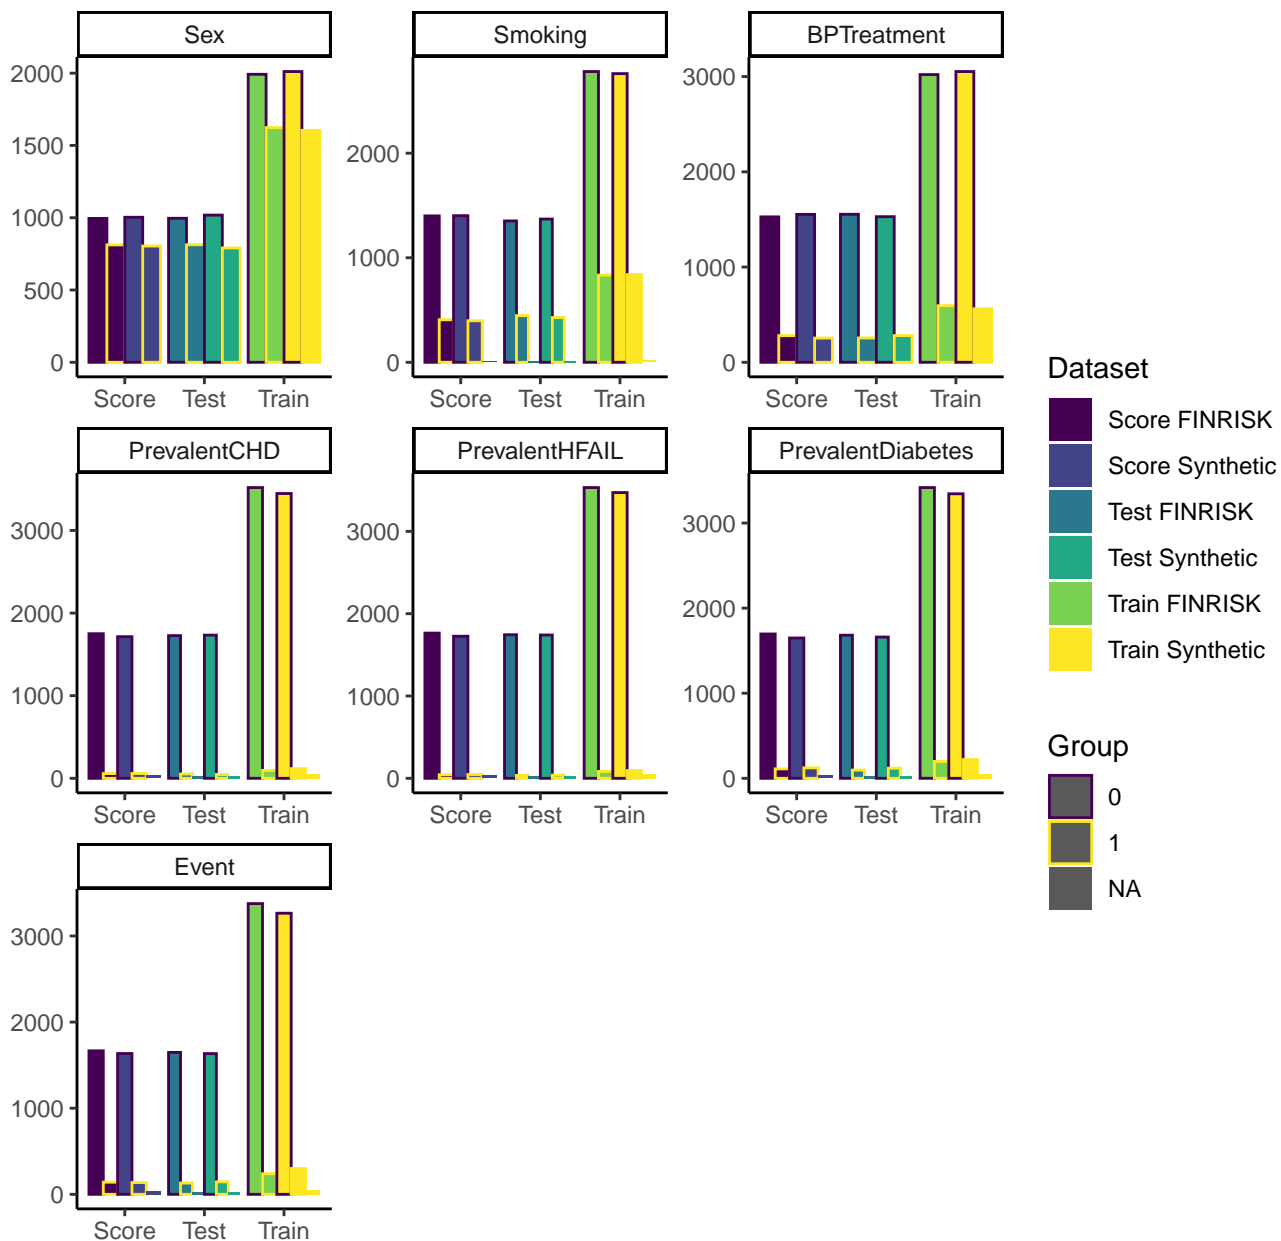 Sex
Smoking
BPTreatment
2000
1500
1000
500
0
2000
1000
0
3000
2000
1000
0
Score Test Train
Score Test Train
Score Test Train
PrevalentCHD
PrevalentHFAIL
PrevalentDiabetes
3000
2000
1000
0
3000
2000
1000
0
3000
2000
1000
0
Score Test Train
Score Test Train
Score Test Train
Event
3000
2000
1000
0
Score Test Train
Dataset
Score FINRISK
Score Synthetic
Test FINRISK
Test Synthetic
Train FINRISK
Train Synthetic
Group
0
1
NA